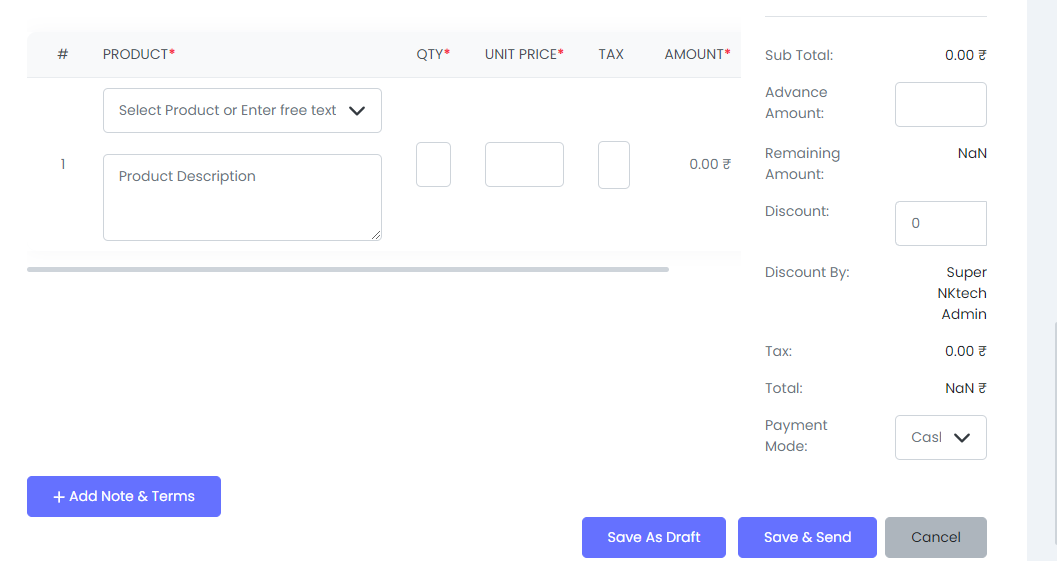 # PRODUCT* QTY* UNIT PRICE* TAX AMOUNT*
Select Product or Enter free text
1
Product Description
0.00 ₹
Sub Total: 0.00 ₹
Advance
Amount:
Remaining NaN
Amount:
Discount: 0
Discount By: Super
NKtech
Admin
Tax: 0.00 ₹
Total: NaN ₹
Payment
Mode:
Casl
+ Add Note & Terms
Save As Draft Save & Send Cancel